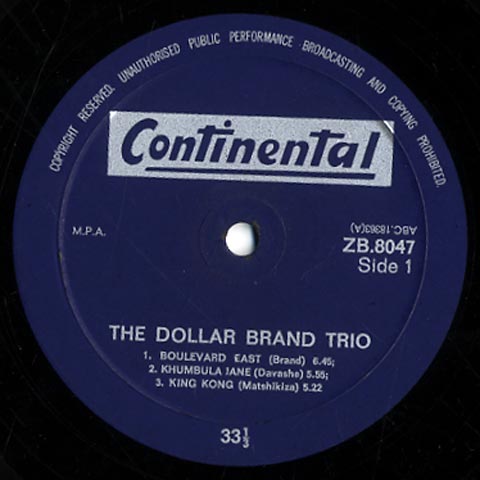 COPYRIGHT RESERVED. UNAUTHORISED PUBLIC PERFORMANCE BROADCASTING AND COPYING PROHIBITED.
Continental
M.P.A.
ABC.18363(A)
ZB.8047
Side 1
THE DOLLAR BRAND TRIO
1. BOULEVARD EAST (Brand) 6.45;
2. KHUMBULA JANE (Davashe) 5.55;
3. KING KONG (Matshikiza) 5.22
33⅓